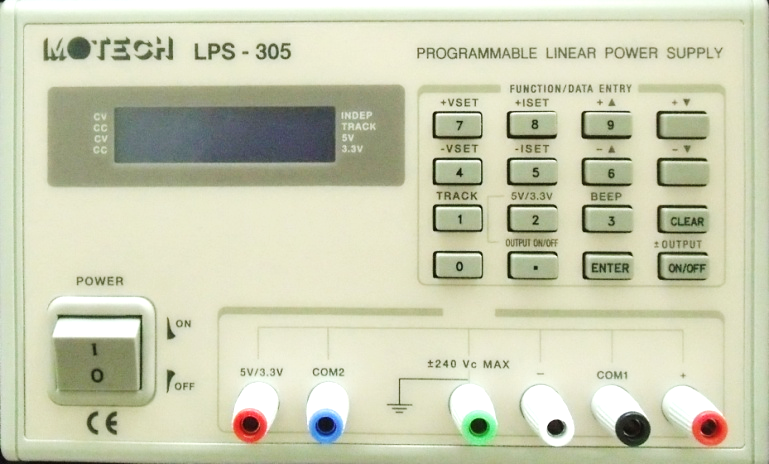 MOTECH LPS - 305
PROGRAMMABLE LINEAR POWER SUPPLY
CV
CC
CV
CC
INDEP
TRACK
5V
3.3V
FUNCTION/DATA ENTRY
+VSET +ISET +▲ +▼
7 8 9
-VSET -ISET -▲ -▼
4 5 6
TRACK 5V/3.3V BEEP
1 2 3 CLEAR
OUTPUT ON/OFF ±OUTPUT
0 . ENTER ON/OFF
POWER
ON
I
O
OFF
CE
5V/3.3V COM2 ±240 Vc MAX − COM1 +